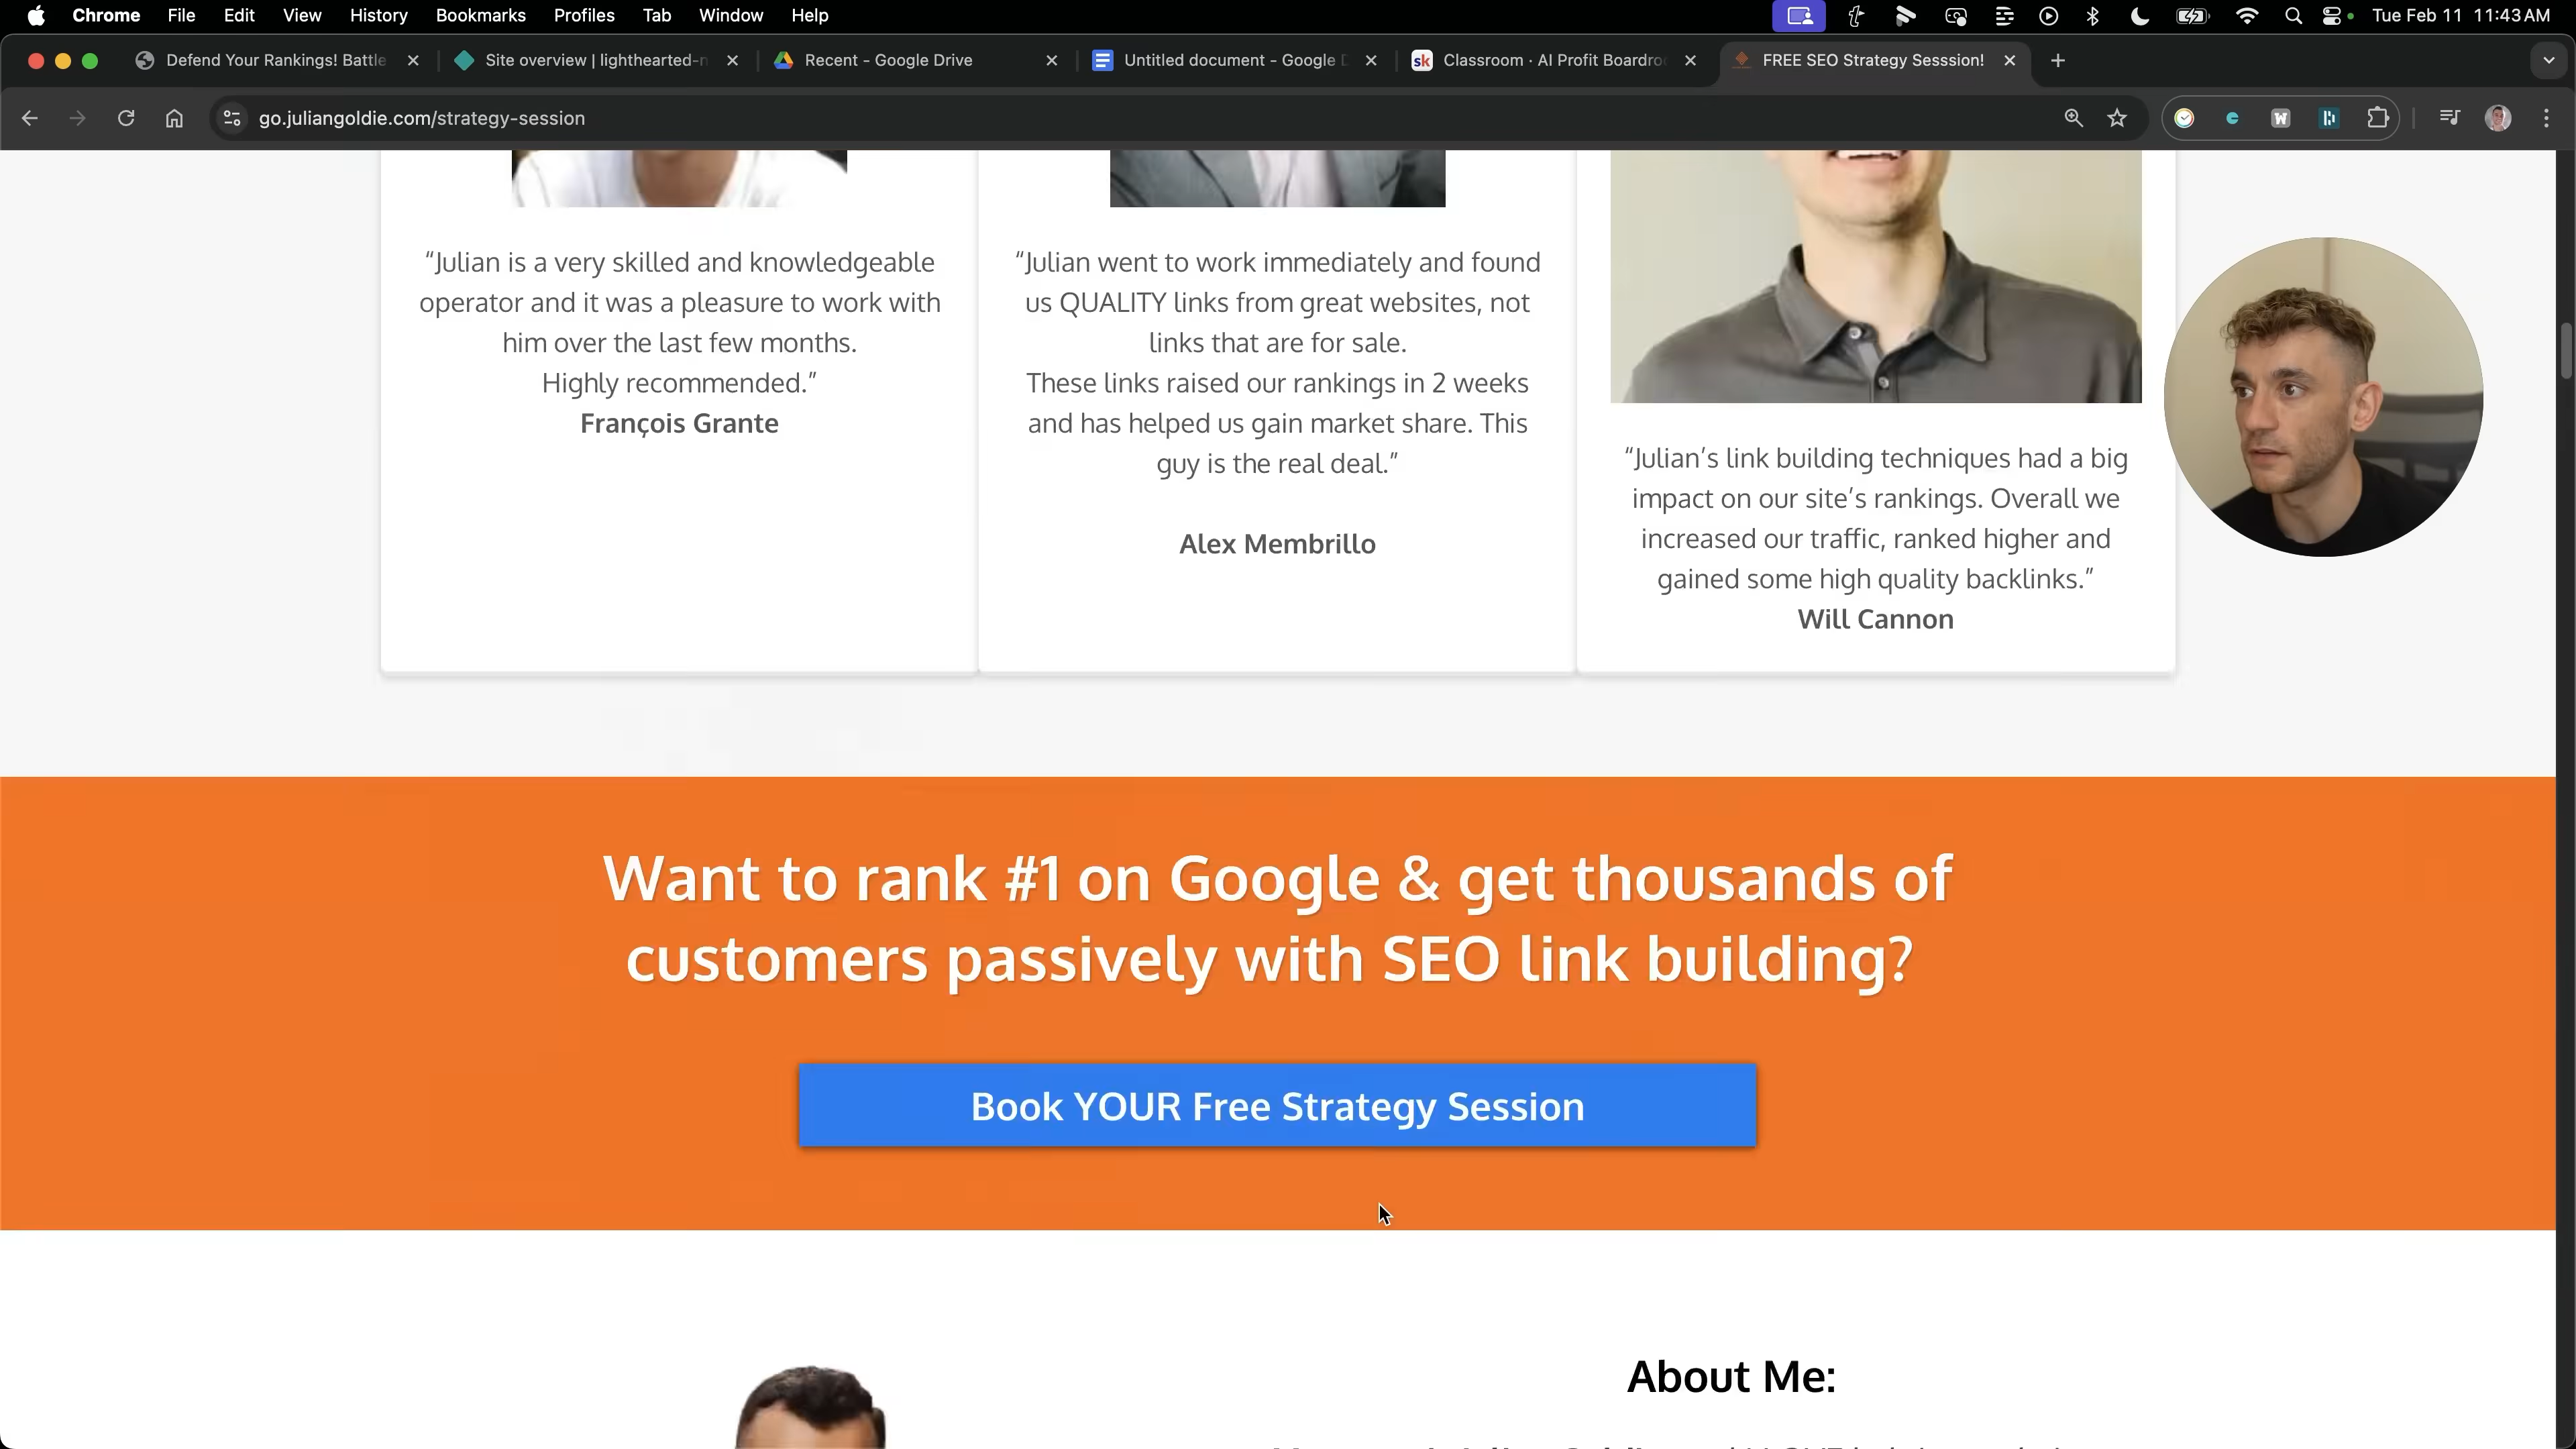 Chrome File Edit View History Bookmarks Profiles Tab Window Help Tue Feb 11 11:43 AM
Defend Your Rankings! Battle Site overview | lighthearted-n Recent - Google Drive Untitled document - Google D Classroom · AI Profit Boardroo FREE SEO Strategy Sesssion!
go.juliangoldie.com/strategy-session
“Julian is a very skilled and knowledgeable
operator and it was a pleasure to work with
him over the last few months.
Highly recommended.”
François Grante
“Julian went to work immediately and found
us QUALITY links from great websites, not
links that are for sale.
These links raised our rankings in 2 weeks
and has helped us gain market share. This
guy is the real deal.”
Alex Membrillo
“Julian’s link building techniques had a big
impact on our site’s rankings. Overall we
increased our traffic, ranked higher and
gained some high quality backlinks.”
Will Cannon
Want to rank #1 on Google & get thousands of
customers passively with SEO link building?
Book YOUR Free Strategy Session
About Me: